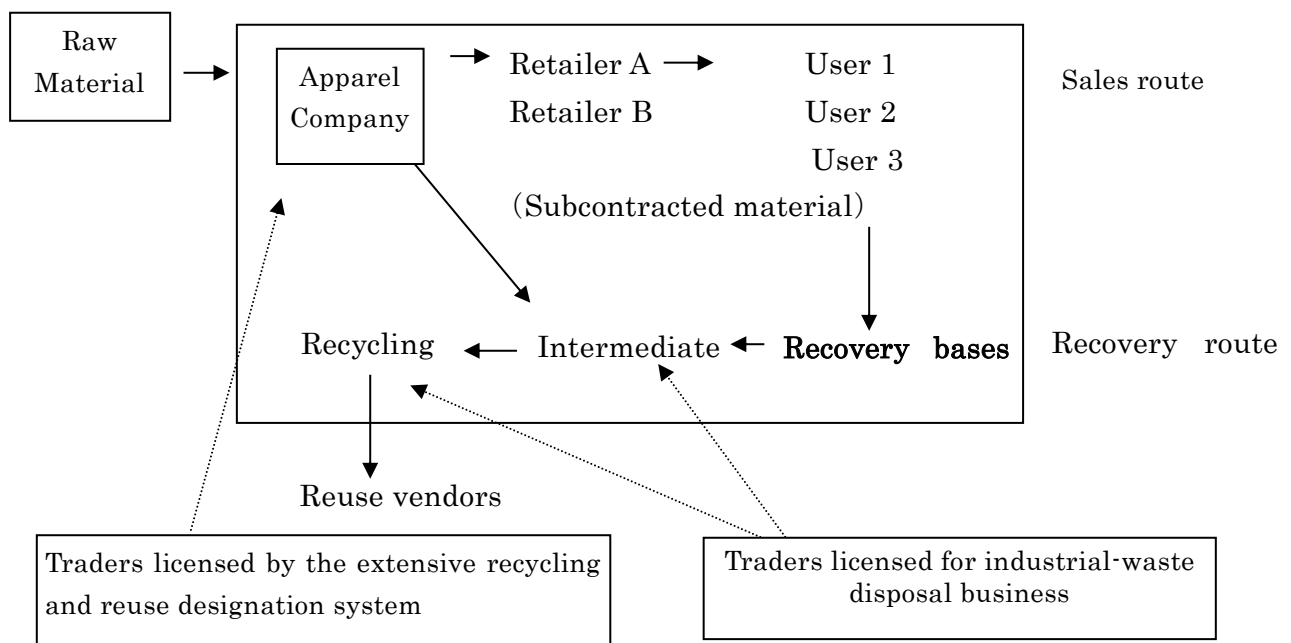 Raw
Material
Apparel
Company
Retailer A
Retailer B
User 1
User 2
User 3
Sales route
（Subcontracted material）
Recycling
Intermediate
Recovery bases
Recovery route
Reuse vendors
Traders licensed by the extensive recycling
and reuse designation system
Traders licensed for industrial-waste
disposal business